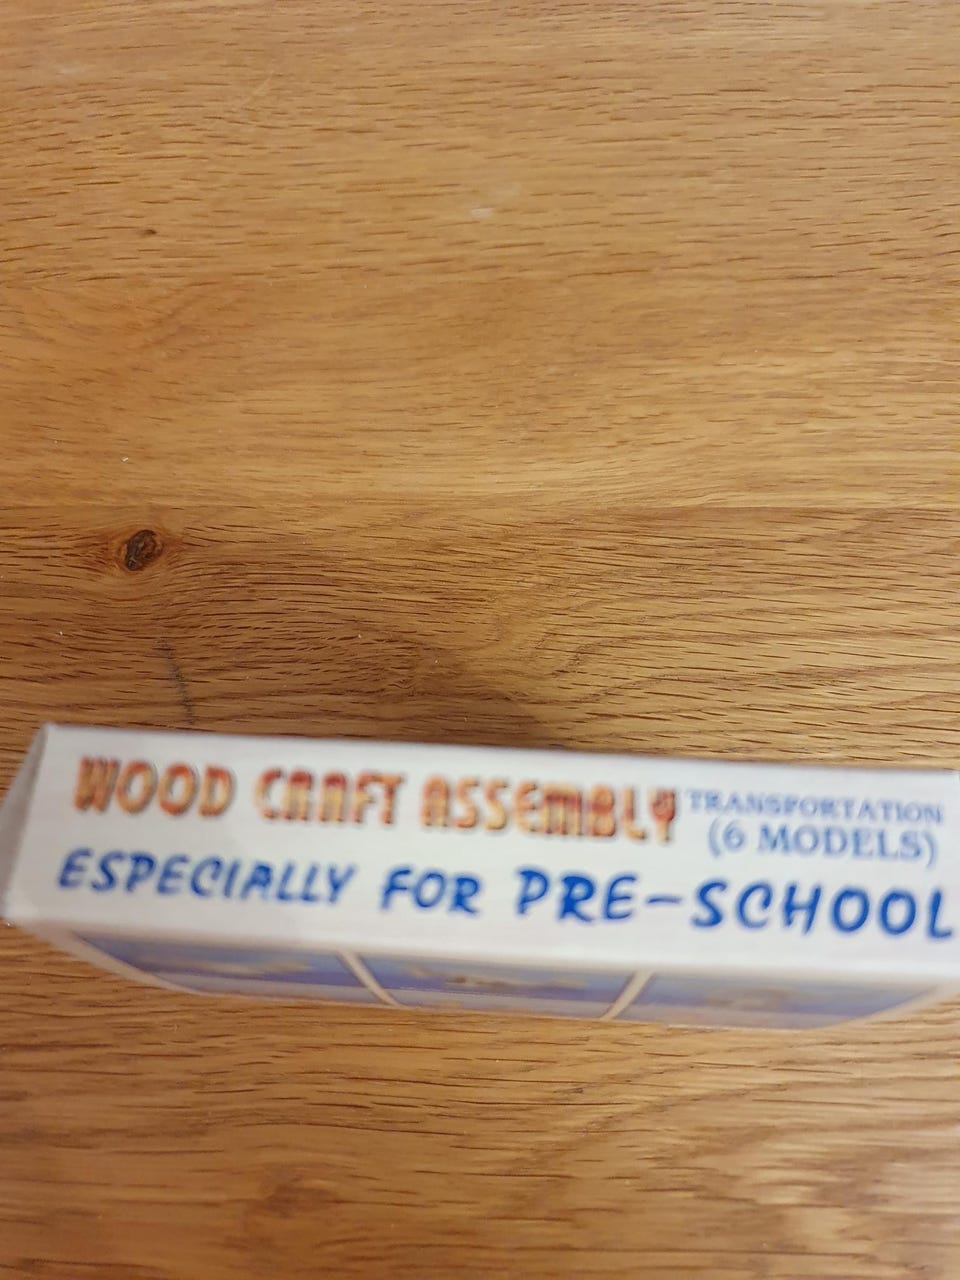 WOOD CRAFT ASSEMBLY
TRANSPORTATION
(6 MODELS)
ESPECIALLY FOR PRE-SCHOOL